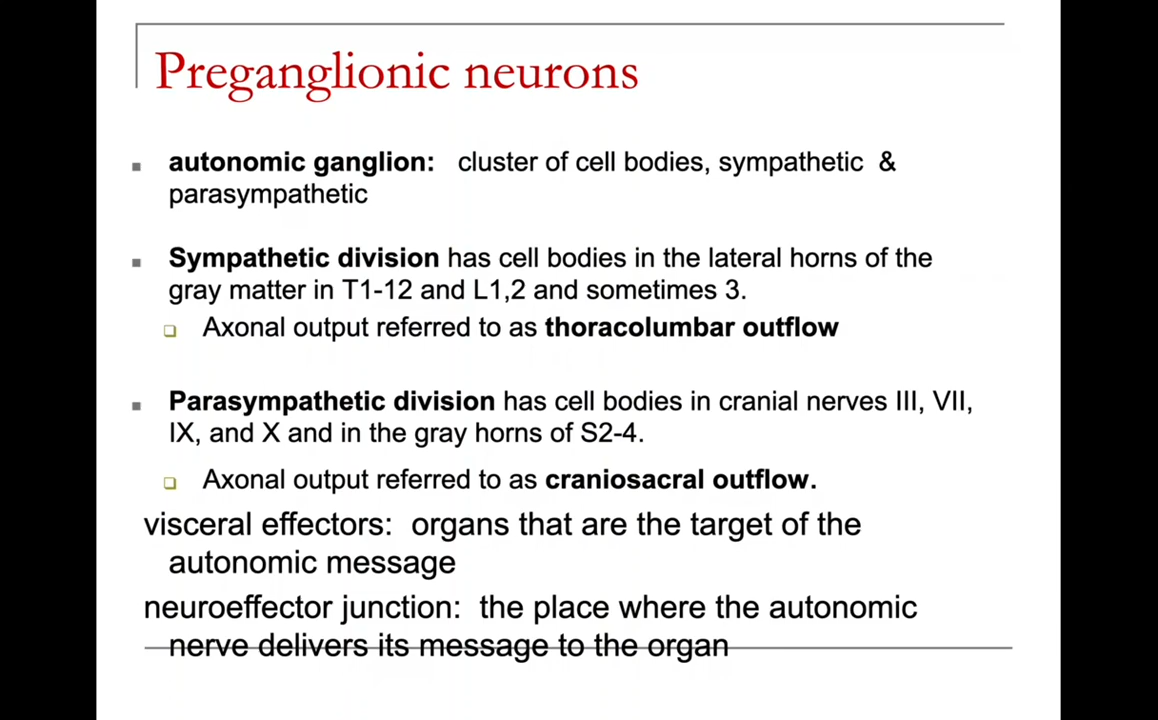 Preganglionic neurons
autonomic ganglion: cluster of cell bodies, sympathetic &
parasympathetic
Sympathetic division has cell bodies in the lateral horns of the
gray matter in T1-12 and L1,2 and sometimes 3.
Axonal output referred to as thoracolumbar outflow
Parasympathetic division has cell bodies in cranial nerves III, VII,
IX, and X and in the gray horns of S2-4.
Axonal output referred to as craniosacral outflow.
visceral effectors: organs that are the target of the
autonomic message
neuroeffector junction: the place where the autonomic
nerve delivers its message to the organ